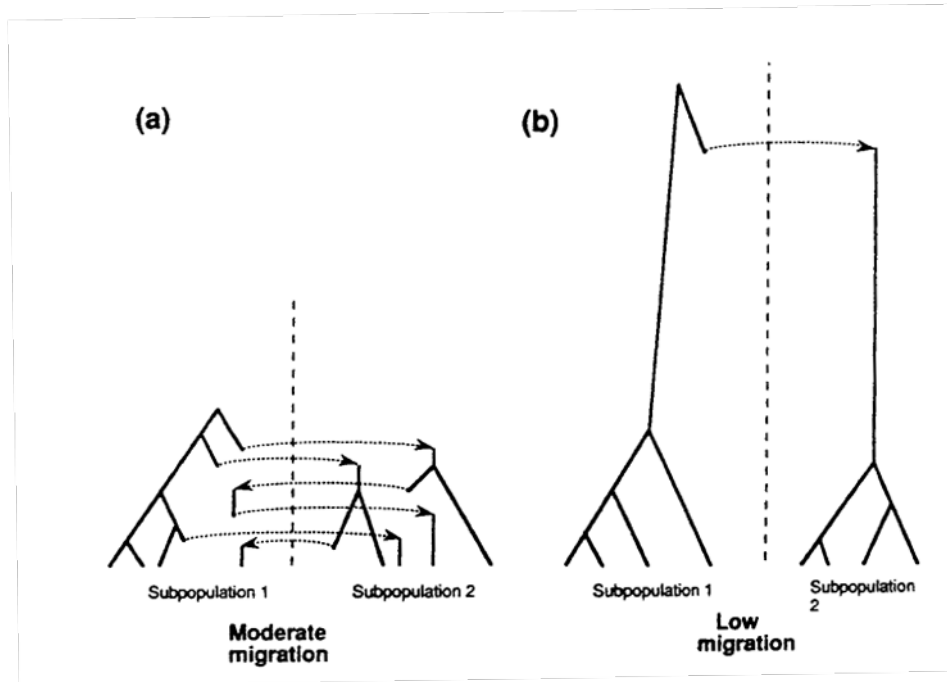 (a)
(b)
Subpopulation 1
Subpopulation 2
Moderate
migration
Subpopulation 1
Subpopulation
2
Low
migration